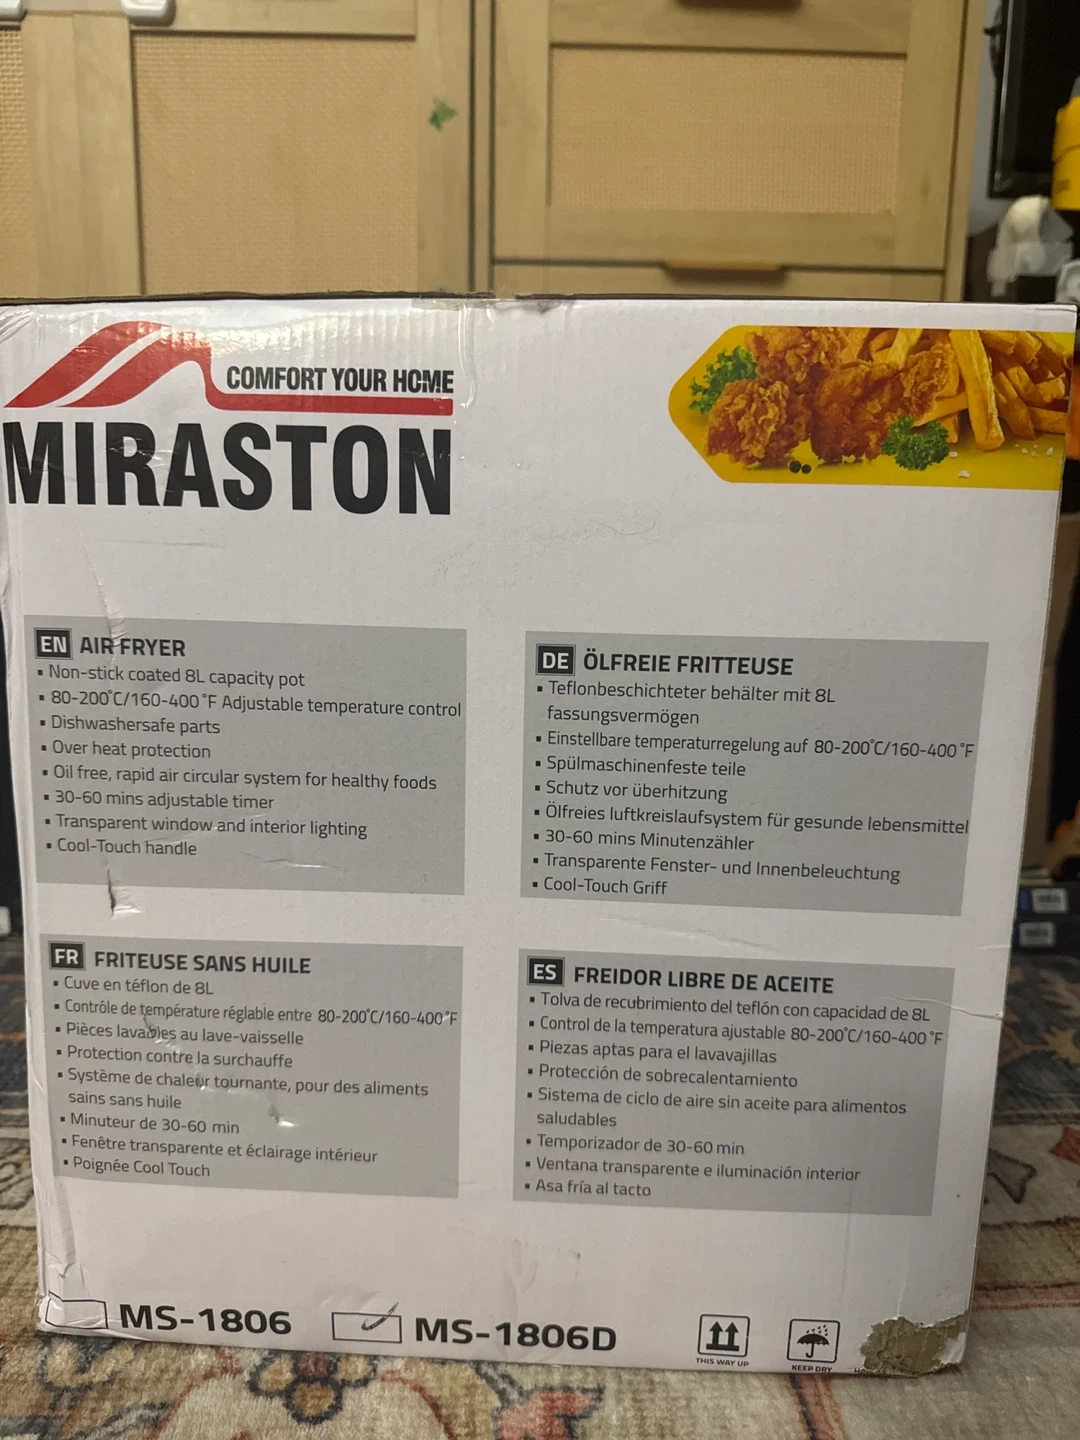 COMFORT YOUR HOME
MIRASTON
EN AIR FRYER
▪ Non-stick coated 8L capacity pot
▪ 80-200°C/160-400 °F Adjustable temperature control
▪ Dishwashersafe parts
▪ Over heat protection
▪ Oil free, rapid air circular system for healthy foods
▪ 30-60 mins adjustable timer
▪ Transparent window and interior lighting
▪ Cool-Touch handle
DE ÖLFREIE FRITTEUSE
▪ Teflonbeschichteter behälter mit 8L
fassungsvermögen
▪ Einstellbare temperaturregelung auf 80-200°C/160-400 °F
▪ Spülmaschinenfeste teile
▪ Schutz vor überhitzung
▪ Ölfreies luftkreislaufsystem für gesunde lebensmittel
▪ 30-60 mins Minutenzähler
▪ Transparente Fenster- und Innenbeleuchtung
▪ Cool-Touch Griff
FR FRITEUSE SANS HUILE
▪ Cuve en téflon de 8L
▪ Contrôle de température réglable entre 80-200°C/160-400 °F
▪ Pièces lavables au lave-vaisselle
▪ Protection contre la surchauffe
▪ Système de chaleur tournante, pour des aliments
sains sans huile
▪ Minuteur de 30-60 min
▪ Fenêtre transparente et éclairage intérieur
▪ Poignée Cool Touch
ES FREIDOR LIBRE DE ACEITE
▪ Tolva de recubrimiento del teflón con capacidad de 8L
▪ Control de la temperatura ajustable 80-200°C/160-400 °F
▪ Piezas aptas para el lavavajillas
▪ Protección de sobrecalentamiento
▪ Sistema de ciclo de aire sin aceite para alimentos
saludables
▪ Temporizador de 30-60 min
▪ Ventana transparente e iluminación interior
▪ Asa fría al tacto
MS-1806
MS-1806D
THIS WAY UP
KEEP DRY